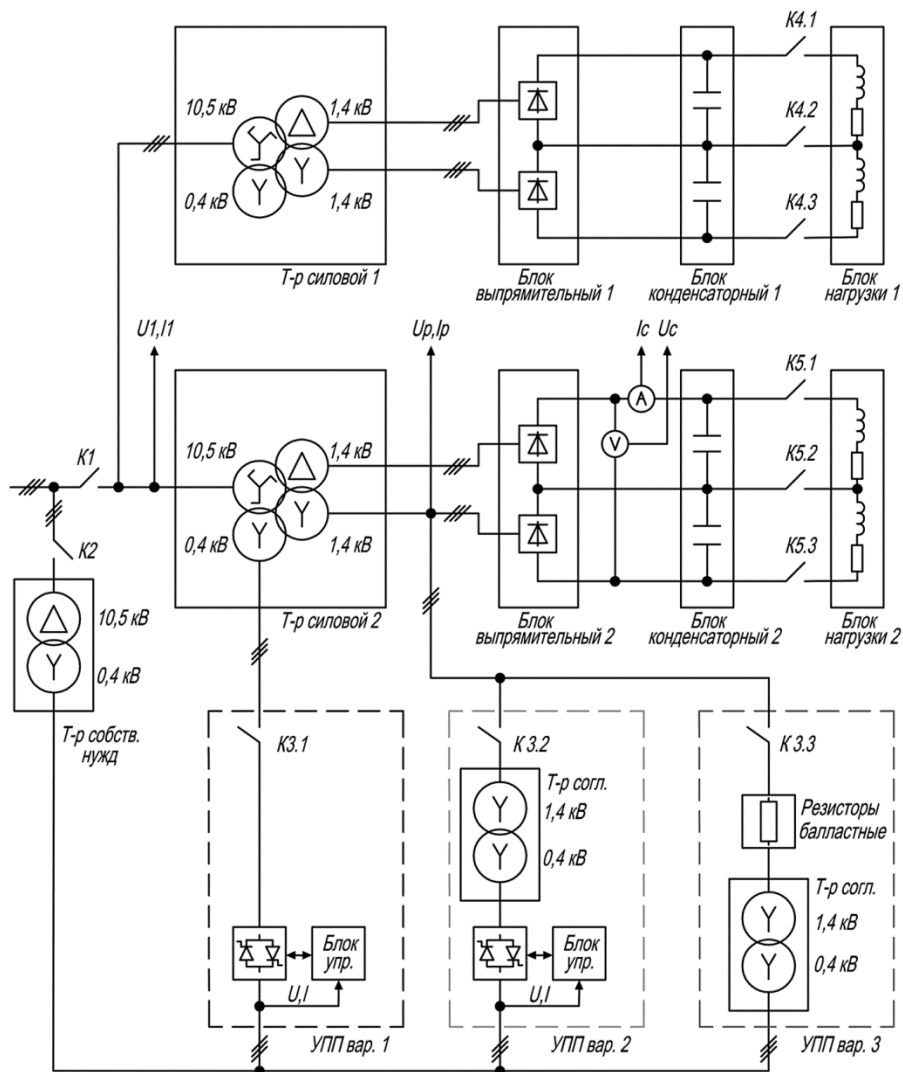 К4.1
10,5 кВ
1,4 кВ
К4.2
0,4 кВ
1,4 кВ
К4.3
Т-р силовой 1
Блок
выпрямительный 1
Блок
конденсаторный 1
Блок
нагрузки 1
U1,I1
Uр,Iр
Ic
Uc
К5.1
A
К1
10,5 кВ
1,4 кВ
V
К5.2
К2
0,4 кВ
1,4 кВ
К5.3
Т-р силовой 2
Блок
выпрямительный 2
Блок
конденсаторный 2
Блок
нагрузки 2
10,5 кВ
0,4 кВ
Т-р собств.
нужд
К3.1
К 3.2
К 3.3
Т-р согл.
1,4 кВ
0,4 кВ
Резисторы
балластные
Т-р согл.
1,4 кВ
0,4 кВ
Блок
упр.
U,I
Блок
упр.
U,I
УПП вар. 1
УПП вар. 2
УПП вар. 3